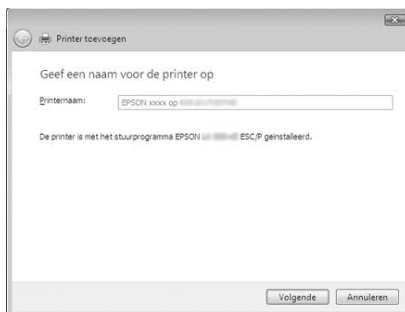 Printer toevoegen
Geef een naam voor de printer op
Printernaam: EPSON xxxx op
De printer is met het stuurprogramma EPSON ESC/P geïnstalleerd.
Volgende Annuleren